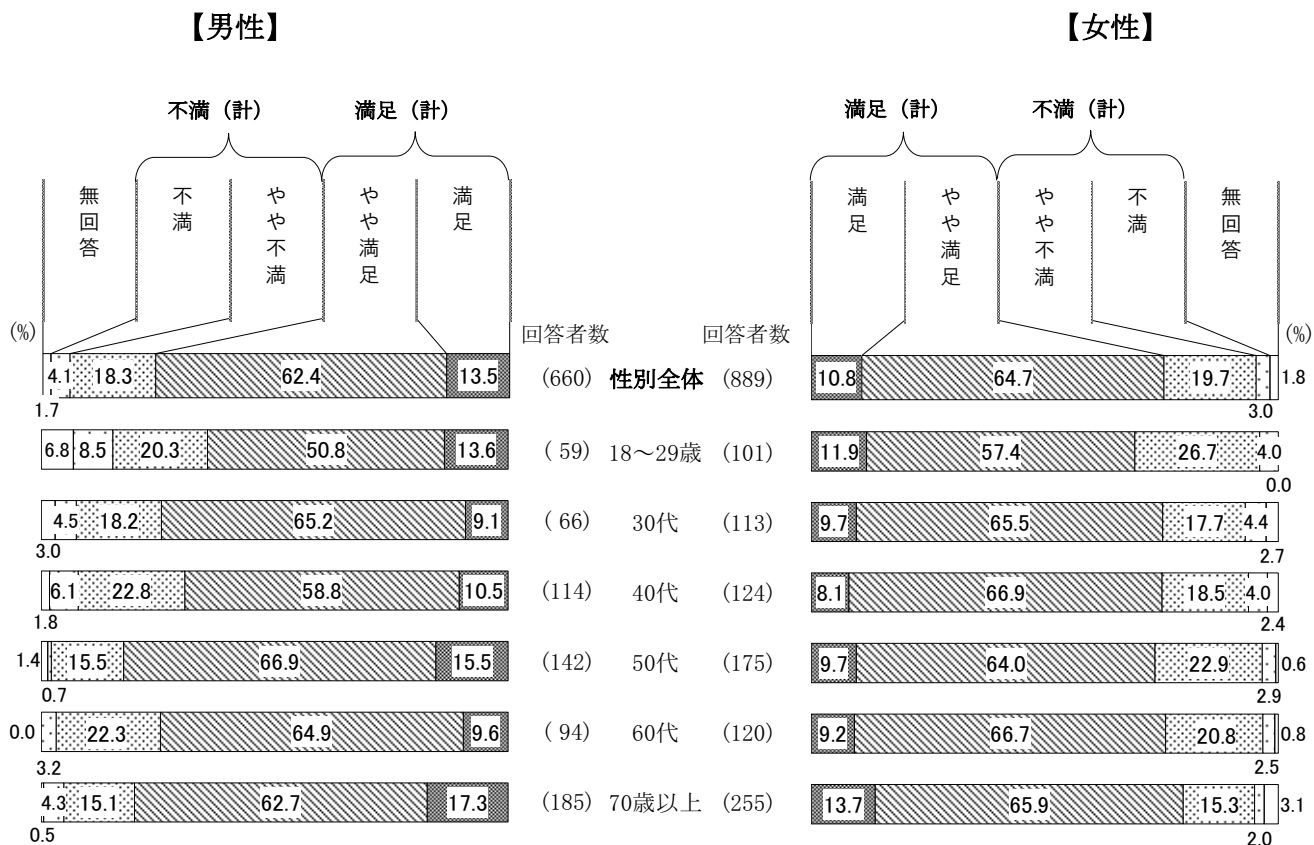 【男性】 【女性】
不満（計） 満足（計） 満足（計） 不満（計）
無回答 不満 やや不満 やや満足 満足 満足 やや満足 やや不満 不満 無回答
(%) 回答者数 回答者数 (%)
4.1 18.3 62.4 13.5 (660) 性別全体 (889) 10.8 64.7 19.7 1.8
1.7 3.0
6.8 8.5 20.3 50.8 13.6 ( 59) 18～29歳 (101) 11.9 57.4 26.7 4.0
0.0
4.5 18.2 65.2 9.1 ( 66) 30代 (113) 9.7 65.5 17.7 4.4
3.0 2.7
6.1 22.8 58.8 10.5 (114) 40代 (124) 8.1 66.9 18.5 4.0
1.8 2.4
1.4 15.5 66.9 15.5 (142) 50代 (175) 9.7 64.0 22.9 0.6
0.7 2.9
0.0 22.3 64.9 9.6 ( 94) 60代 (120) 9.2 66.7 20.8 0.8
3.2 2.5
4.3 15.1 62.7 17.3 (185) 70歳以上 (255) 13.7 65.9 15.3 3.1
0.5 2.0